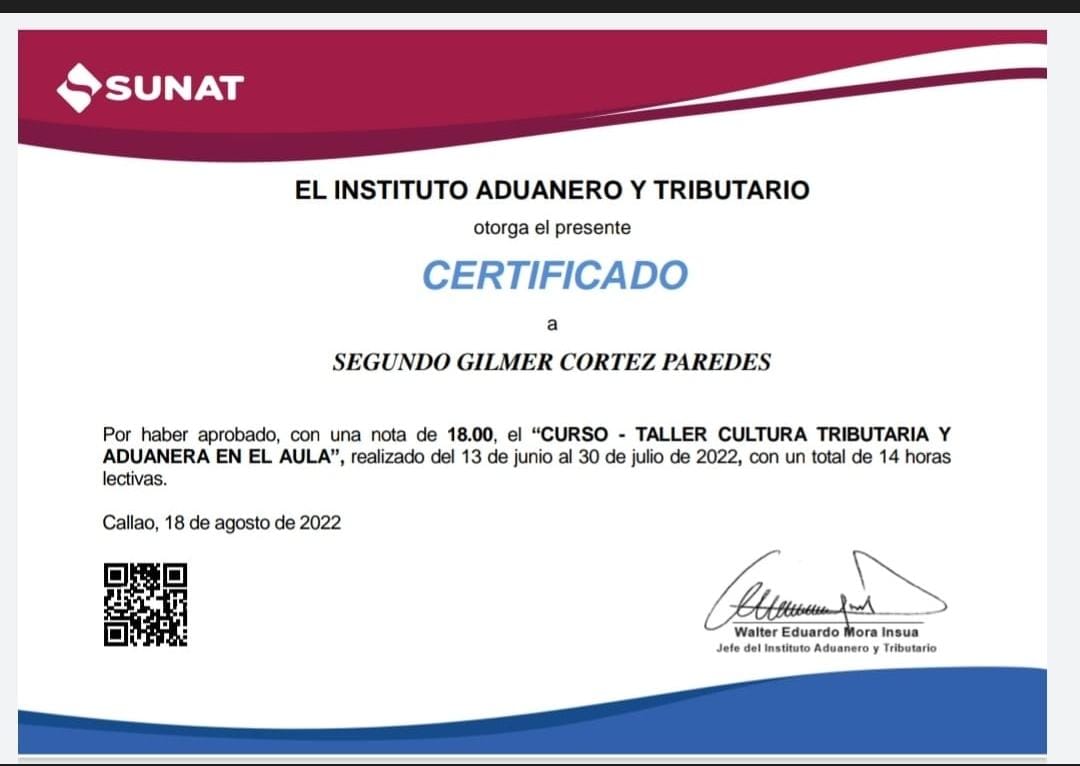 SUNAT
EL INSTITUTO ADUANERO Y TRIBUTARIO
otorga el presente
CERTIFICADO
a
SEGUNDO GILMER CORTEZ PAREDES
Por haber aprobado, con una nota de 18.00, el “CURSO - TALLER CULTURA TRIBUTARIA Y
ADUANERA EN EL AULA”, realizado del 13 de junio al 30 de julio de 2022, con un total de 14 horas
lectivas.
Callao, 18 de agosto de 2022
Walter Eduardo Mora Insua
Jefe del Instituto Aduanero y Tributario